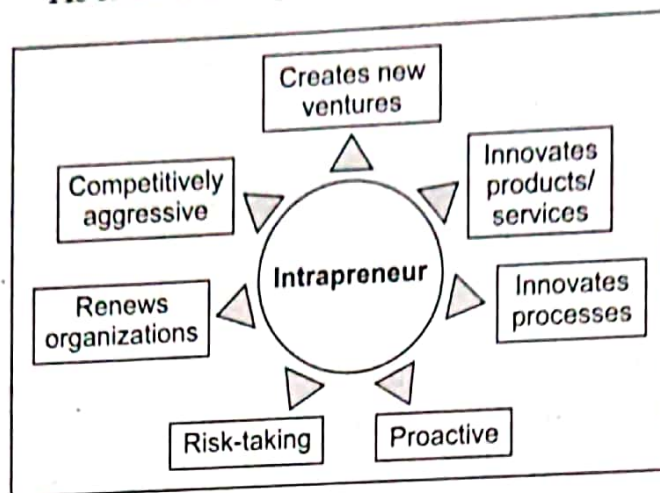 Creates new
ventures
Innovates
products/
services
Innovates
processes
Proactive
Risk-taking
Renews
organizations
Competitively
aggressive
Intrapreneur